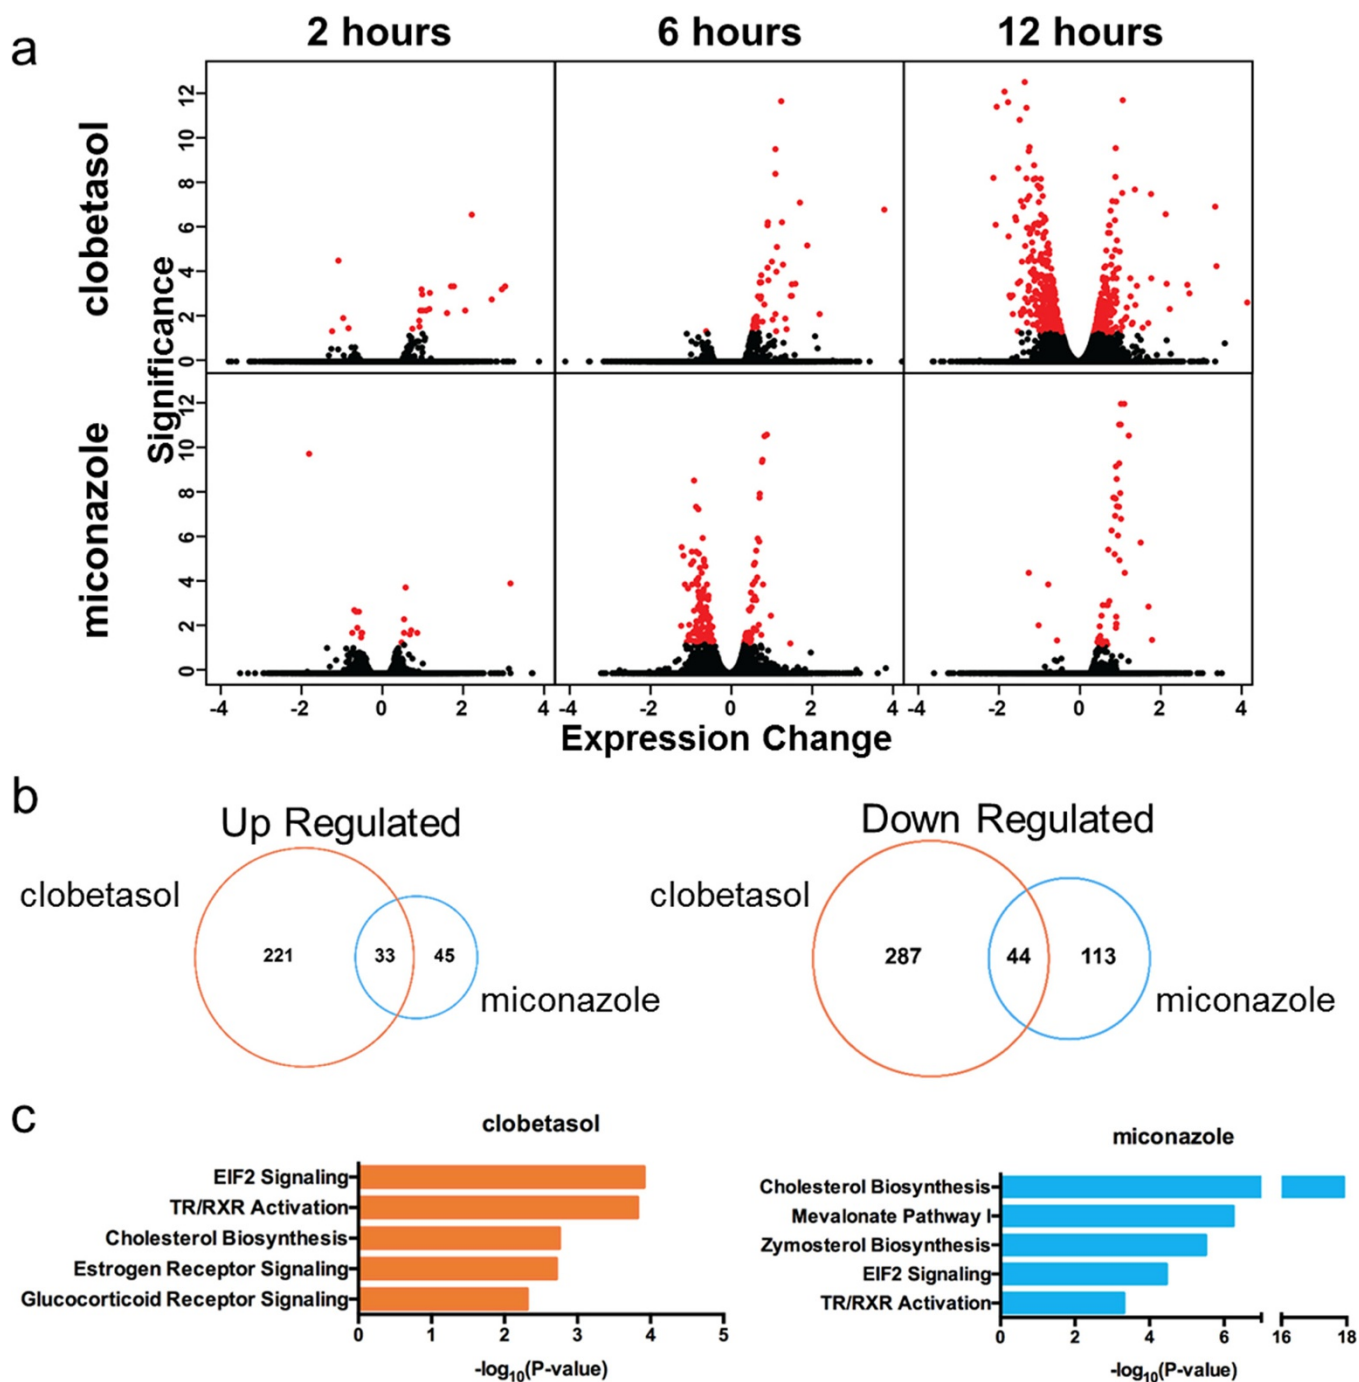 a
2 hours 6 hours 12 hours
clobetasol
miconazole
Significance
12
10
8
6
4
2
0
12
10
8
6
4
2
0
-4 -2 0 2 4 -4 -2 0 2 4 -4 -2 0 2 4
Expression Change
b
Up Regulated
clobetasol
221 33 45
miconazole
Down Regulated
clobetasol
287 44 113
miconazole
c
clobetasol
EIF2 Signaling
TR/RXR Activation
Cholesterol Biosynthesis
Estrogen Receptor Signaling
Glucocorticoid Receptor Signaling
0 1 2 3 4 5
-log10(P-value)
miconazole
Cholesterol Biosynthesis
Mevalonate Pathway I
Zymosterol Biosynthesis
EIF2 Signaling
TR/RXR Activation
0 2 4 6 16 18
-log10(P-value)